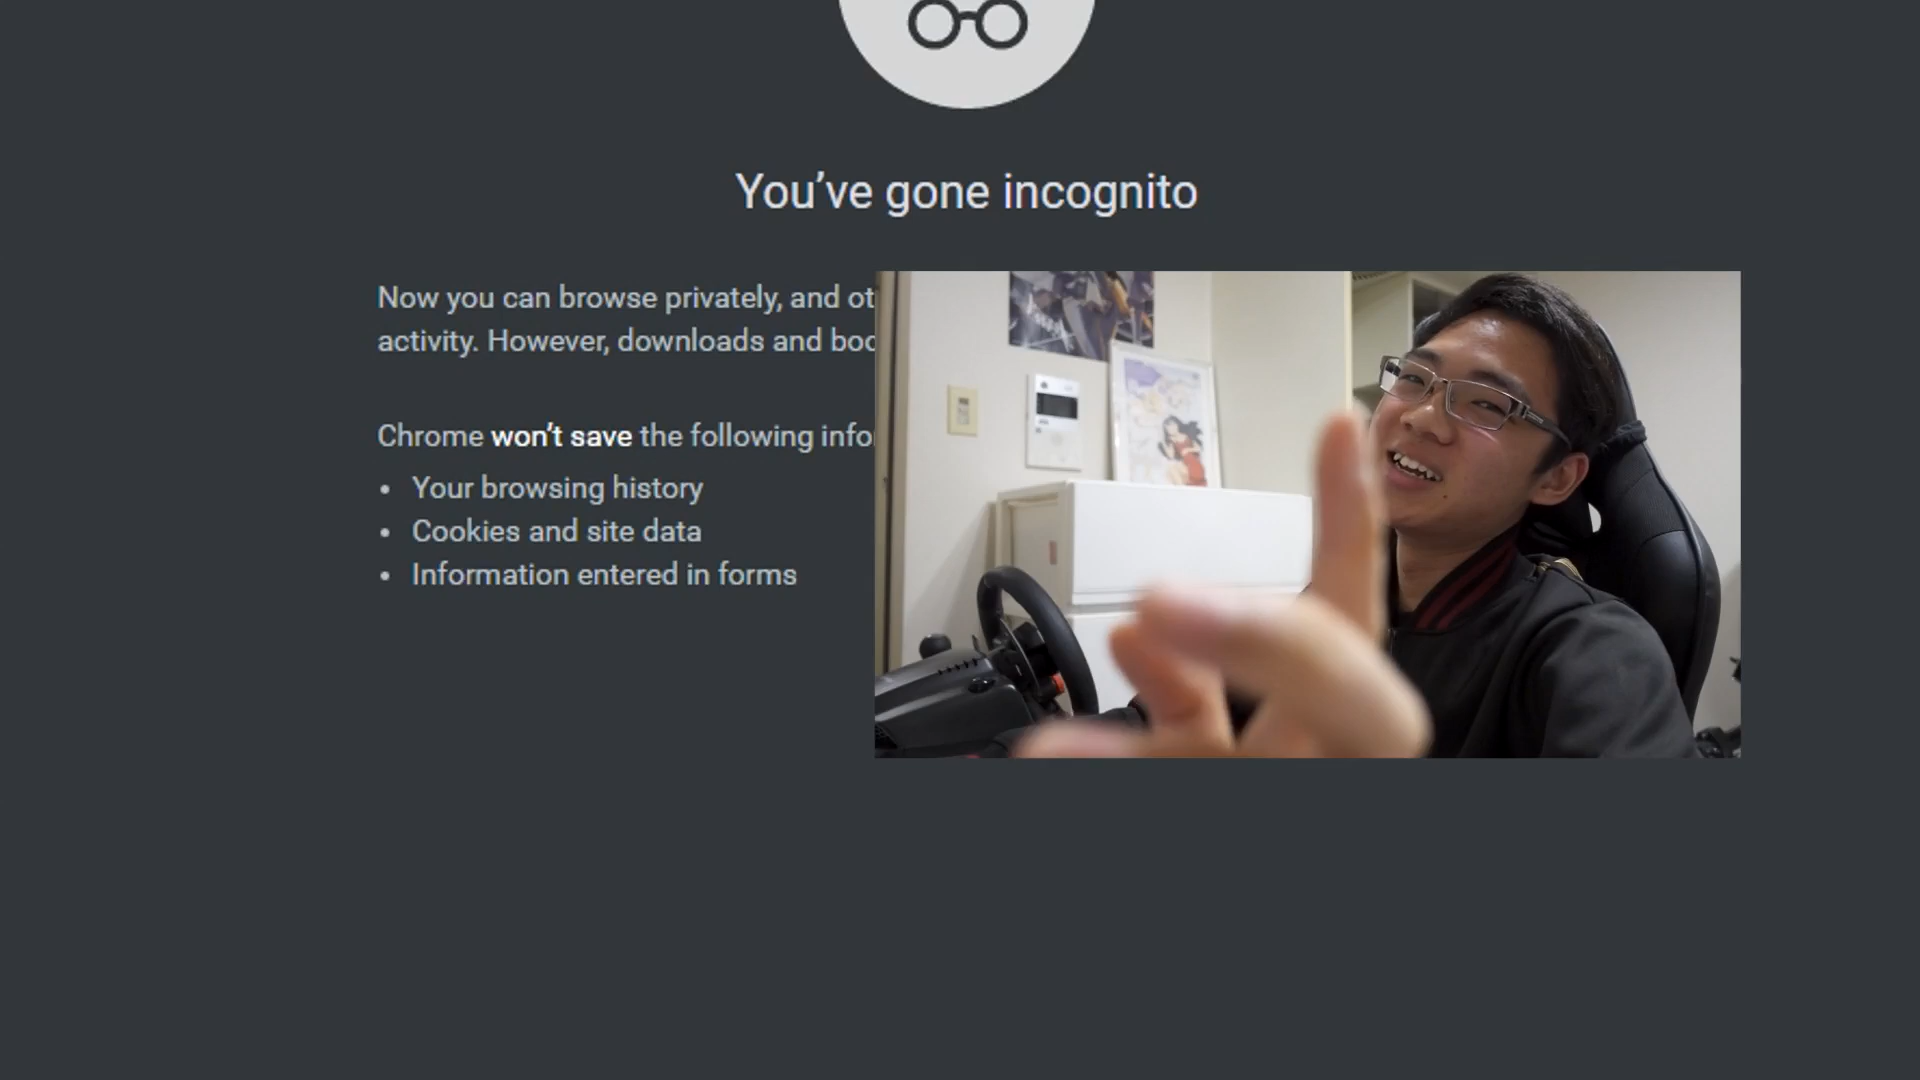 You've gone incognito
Now you can browse privately, and ot
activity. However, downloads and boo
Chrome won't save the following info
• Your browsing history
• Cookies and site data
• Information entered in forms